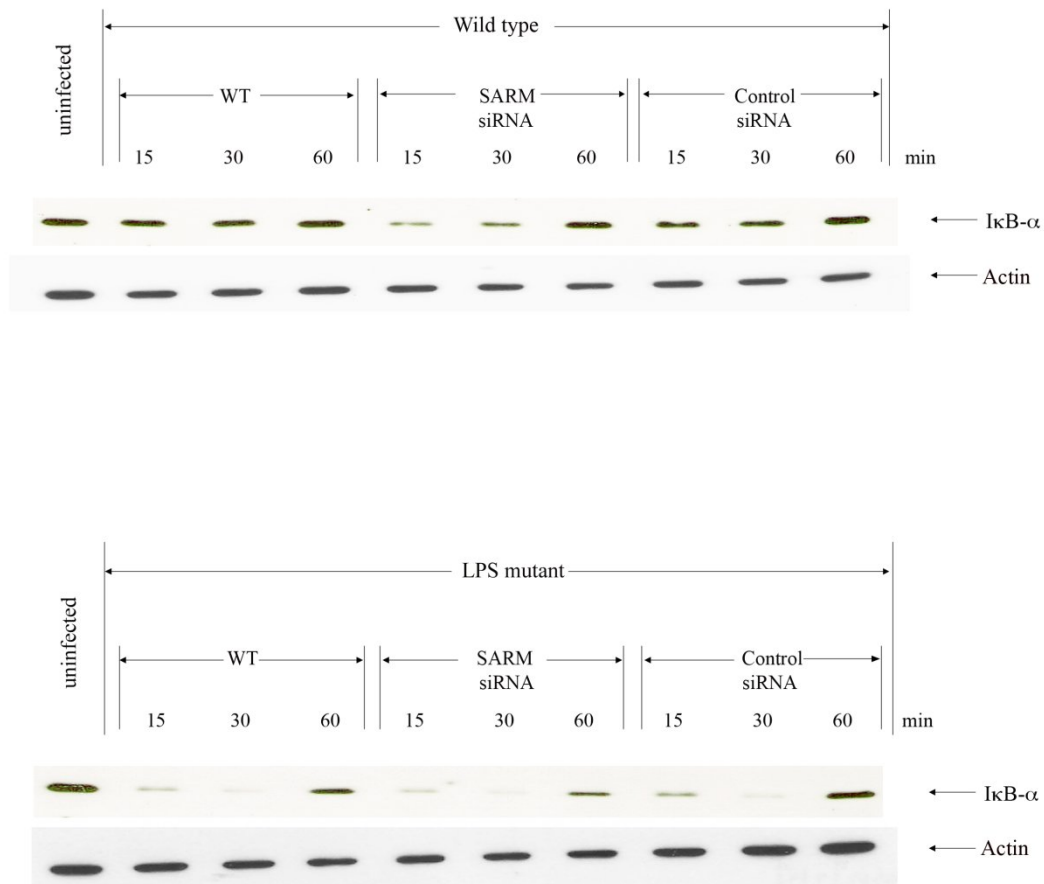 Wild type
uninfected
WT
SARM
siRNA
Control
siRNA
15 30 60 15 30 60 15 30 60 min
IκB-α
Actin
LPS mutant
uninfected
WT
SARM
siRNA
Control
siRNA
15 30 60 15 30 60 15 30 60 min
IκB-α
Actin